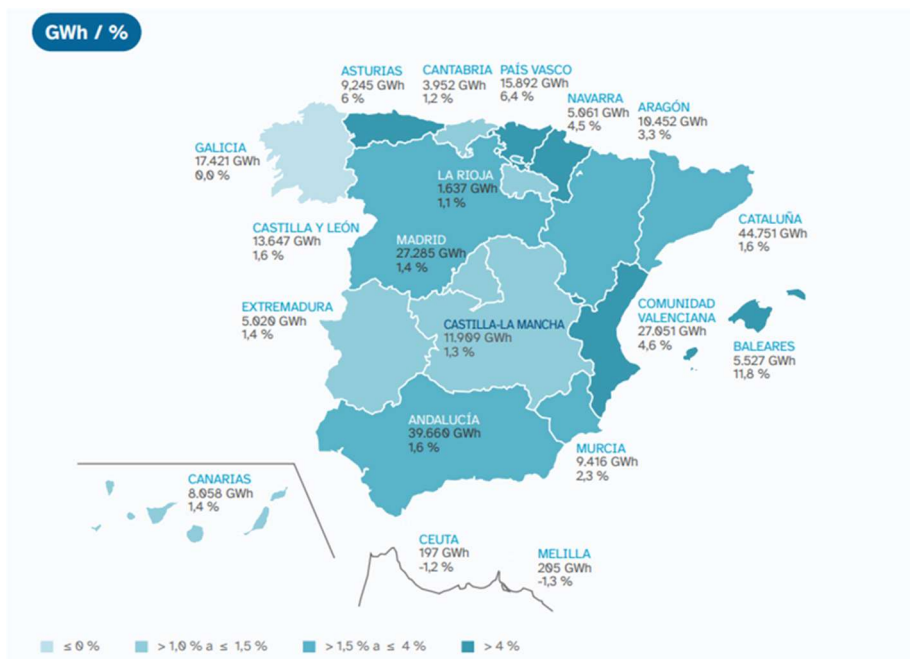 GWh / %
ASTURIAS
9,245 GWh
6 %
CANTABRIA
3.952 GWh
1,2 %
PAÍS VASCO
15.892 GWh
6,4 %
NAVARRA
5.061 GWh
4,5 %
ARAGÓN
10.452 GWh
3,3 %
GALICIA
17.421 GWh
0,0 %
LA RIOJA
1.637 GWh
1,1 %
CASTILLA Y LEÓN
13.647 GWh
1,6 %
MADRID
27.285 GWh
1,4 %
CATALUÑA
44.751 GWh
1,6 %
EXTREMADURA
5.020 GWh
1,4 %
CASTILLA-LA MANCHA
11.909 GWh
1,3 %
COMUNIDAD
VALENCIANA
27.051 GWh
4,6 %
BALEARES
5.527 GWh
11,8 %
ANDALUCÍA
39.660 GWh
1,6 %
MURCIA
9.416 GWh
2,3 %
CANARIAS
8.058 GWh
1,4 %
CEUTA
197 GWh
-1,2 %
MELILLA
205 GWh
-1,3 %
≤ 0 %
> 1,0 % a ≤ 1,5 %
> 1,5 % a ≤ 4 %
> 4 %